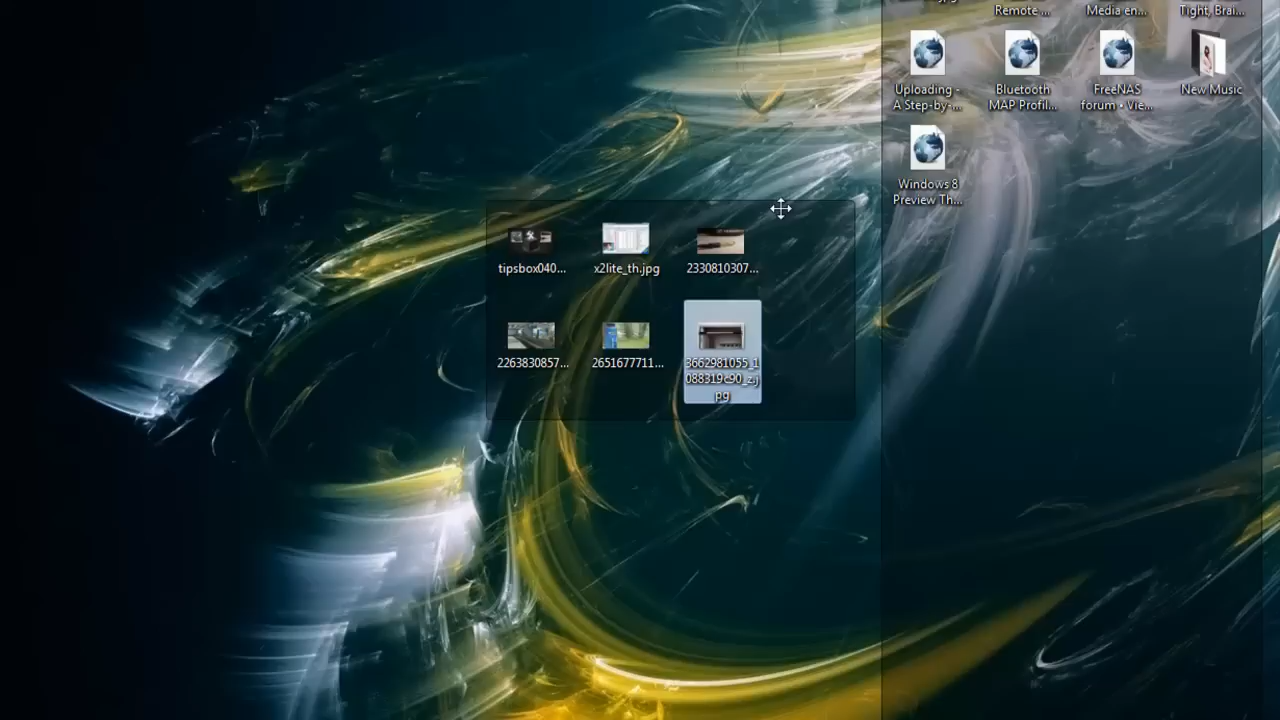 Remote ...
Media en...
Tight, Brai...
Uploading -
A Step-by-...
Bluetooth
MAP Profil...
FreeNAS
forum • Vie...
New Music
Windows 8
Preview Th...
tipsbox040...
x2lite_th.jpg
2330810307...
2263830857...
2651677711...
3662981055_1
088319c90_z.j
pg